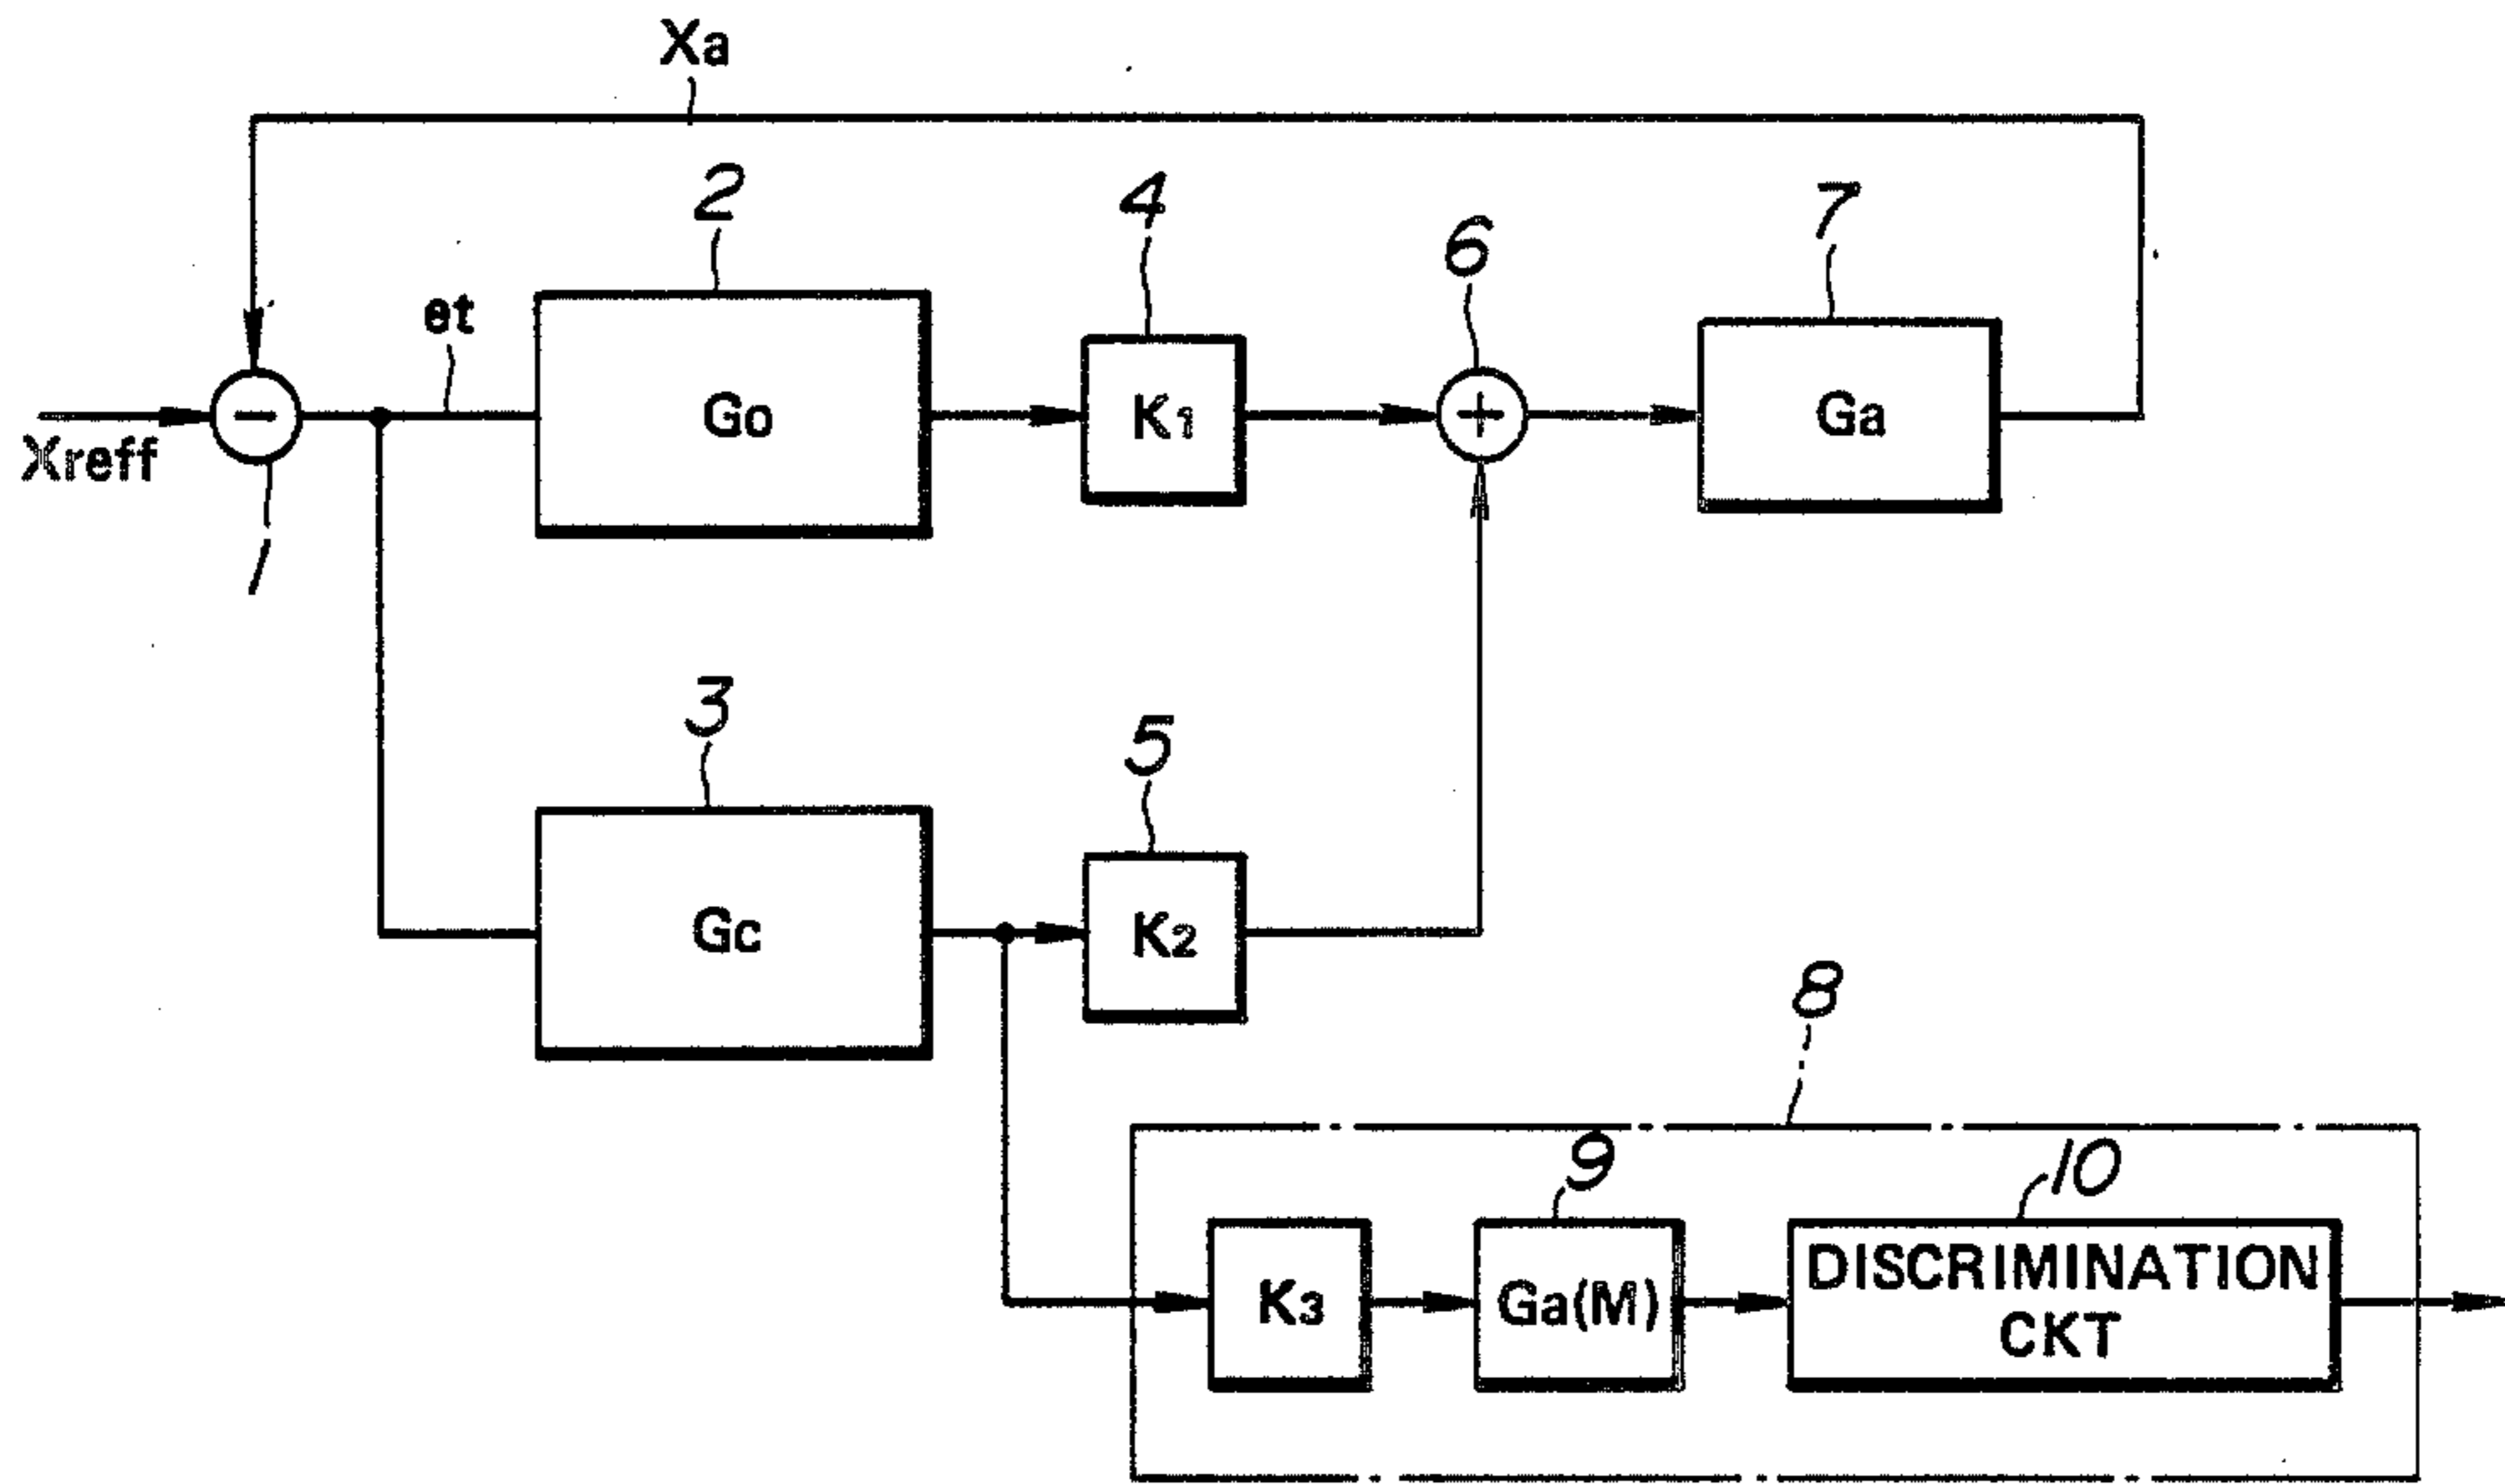 Xa
2
4
6
7
et
Go
K1
Ga
Xreff
1
3
5
Gc
K2
8
9
10
K3
Ga(M)
DISCRIMINATION
CKT